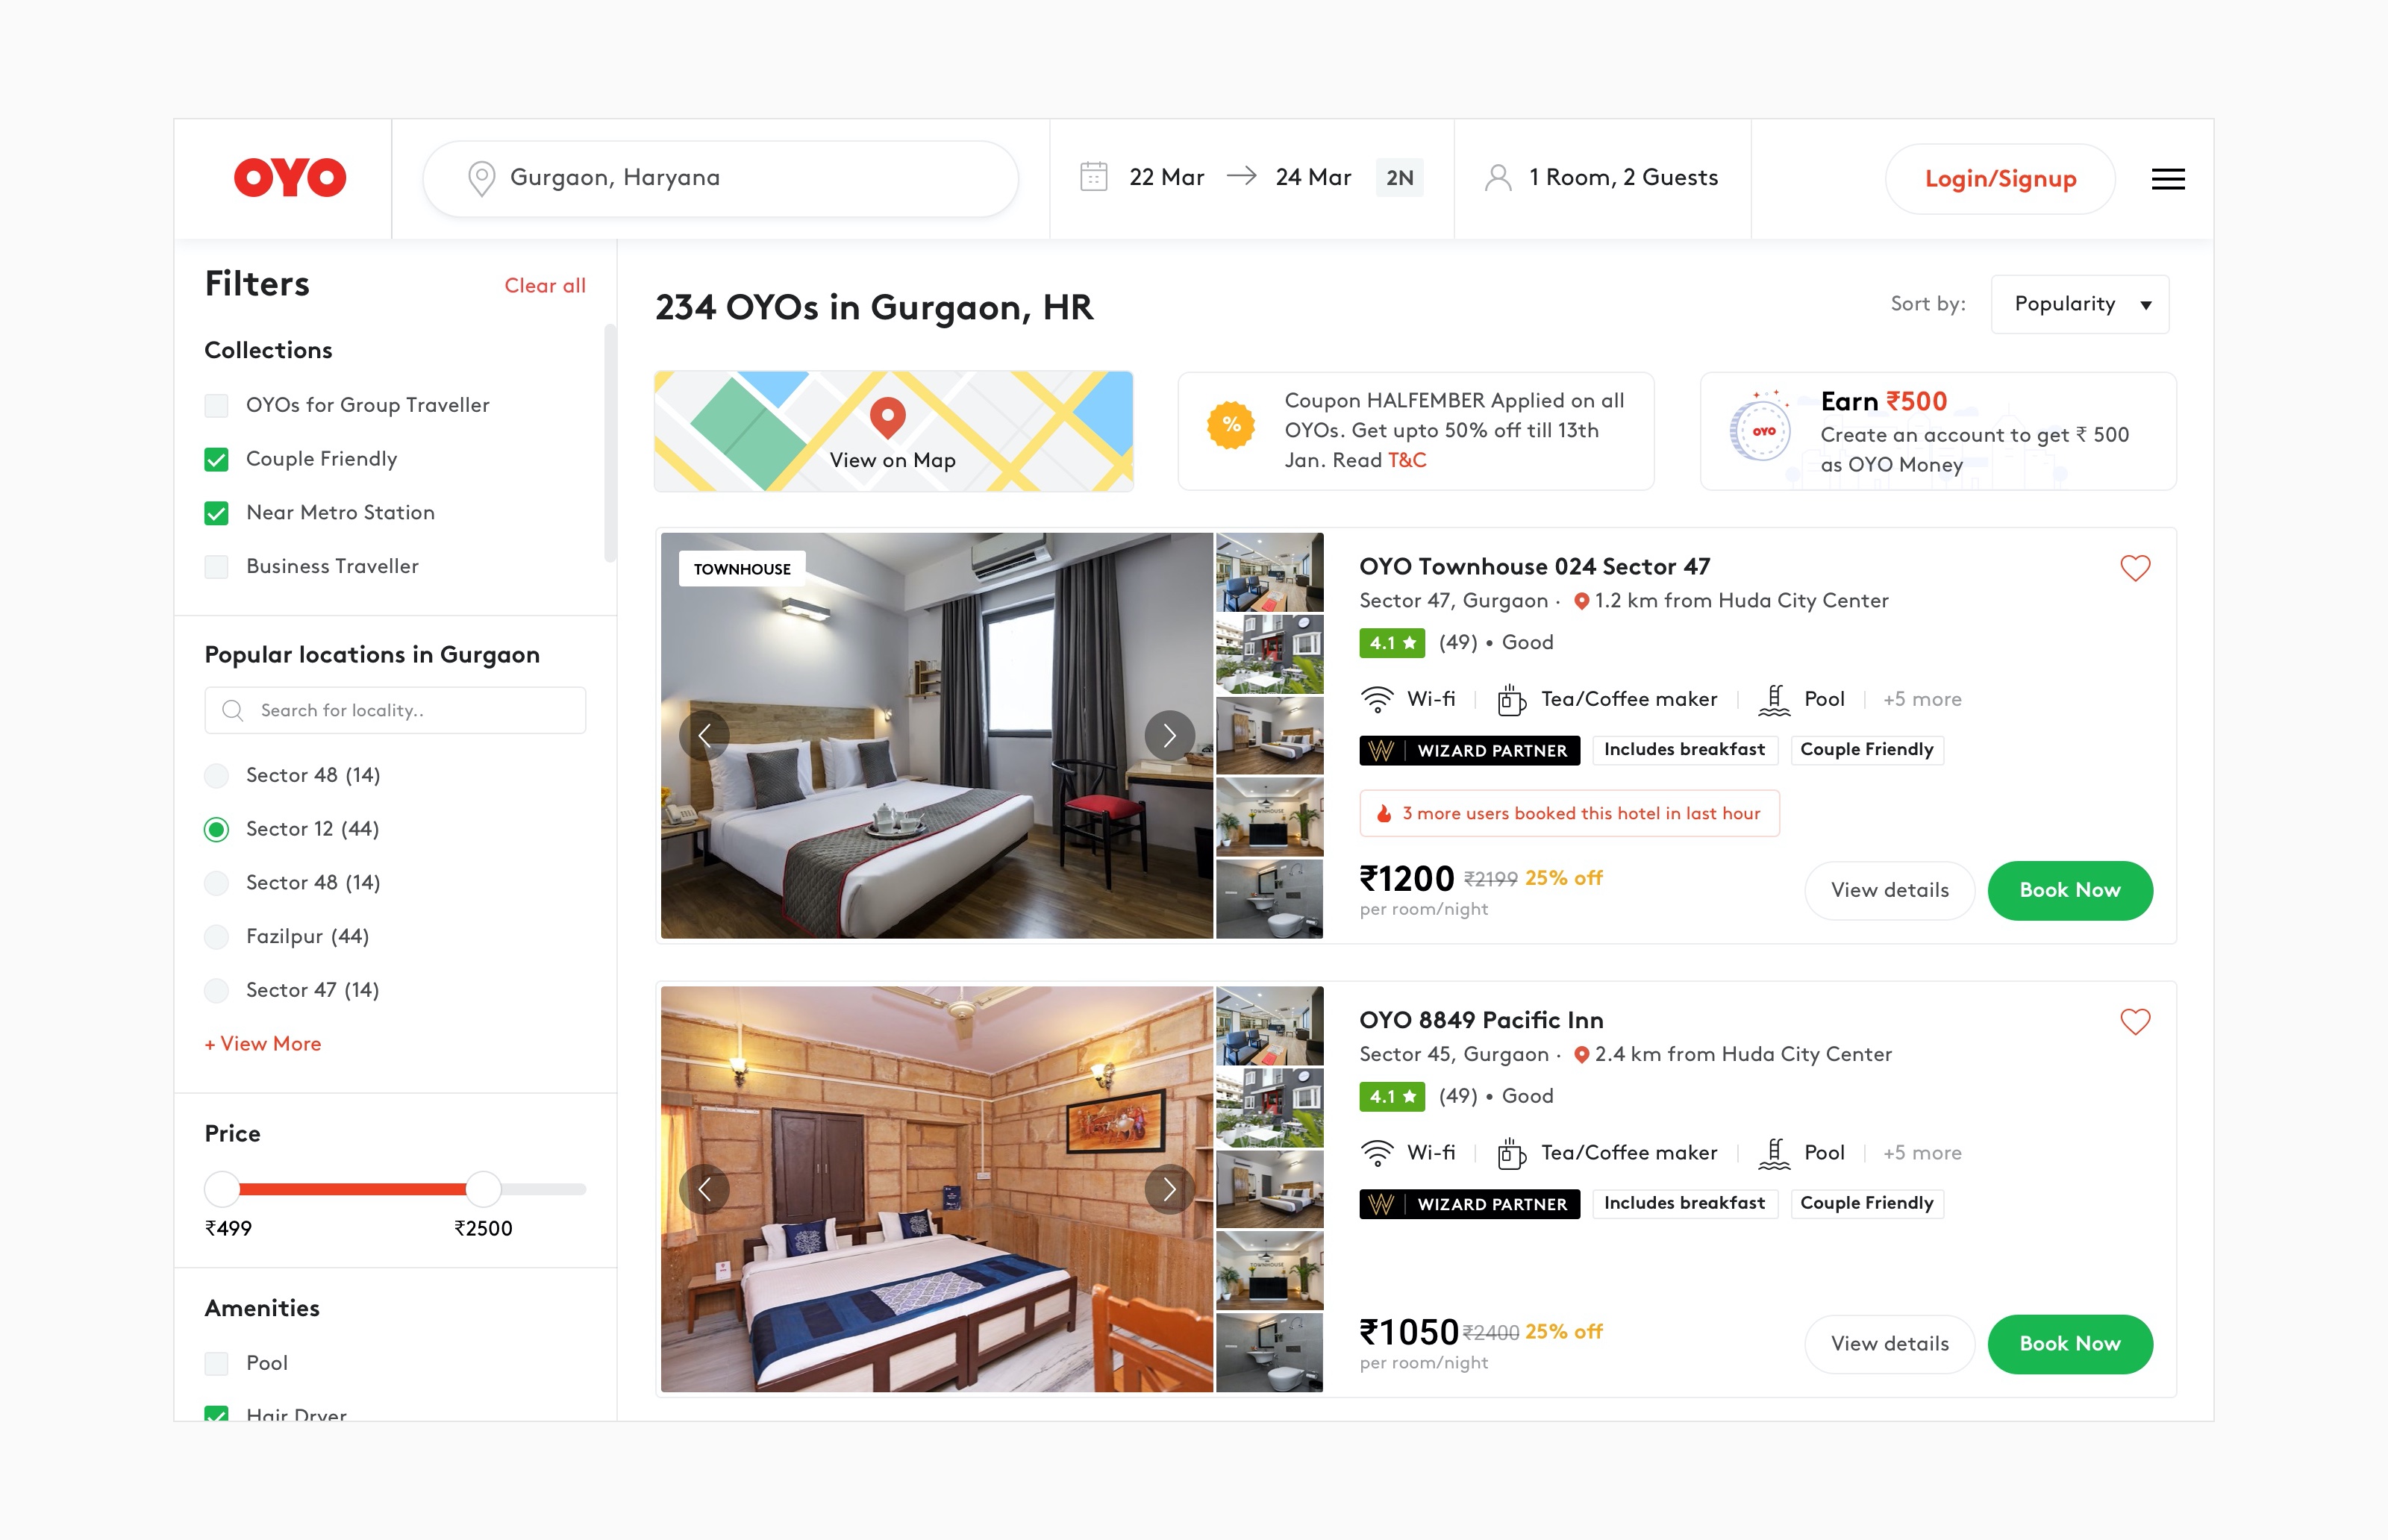 OYO
Gurgaon, Haryana
22 Mar
24 Mar
2N
1 Room, 2 Guests
Login/Signup
Filters
Clear all
Collections
OYOs for Group Traveller
Couple Friendly
Near Metro Station
Business Traveller
Popular locations in Gurgaon
Search for locality..
Sector 48 (14)
Sector 12 (44)
Sector 48 (14)
Fazilpur (44)
Sector 47 (14)
+ View More
Price
₹499
₹2500
Amenities
Pool
Hair Dryer
234 OYOs in Gurgaon, HR
Sort by:
Popularity
View on Map
%
Coupon HALFEMBER Applied on all
OYOs. Get upto 50% off till 13th
Jan. Read T&C
OYO
Earn ₹500
Create an account to get ₹ 500
as OYO Money
TOWNHOUSE
TOWNHOUSE
OYO Townhouse 024 Sector 47
Sector 47, Gurgaon · 1.2 km from Huda City Center
4.1 ★ (49) • Good
Wi-fi
Tea/Coffee maker
Pool
+5 more
W WIZARD PARTNER
Includes breakfast
Couple Friendly
3 more users booked this hotel in last hour
₹1200 ₹2199 25% off
per room/night
View details
Book Now
TOWNHOUSE
OYO 8849 Pacific Inn
Sector 45, Gurgaon · 2.4 km from Huda City Center
4.1 ★ (49) • Good
Wi-fi
Tea/Coffee maker
Pool
+5 more
W WIZARD PARTNER
Includes breakfast
Couple Friendly
₹1050 ₹2400 25% off
per room/night
View details
Book Now